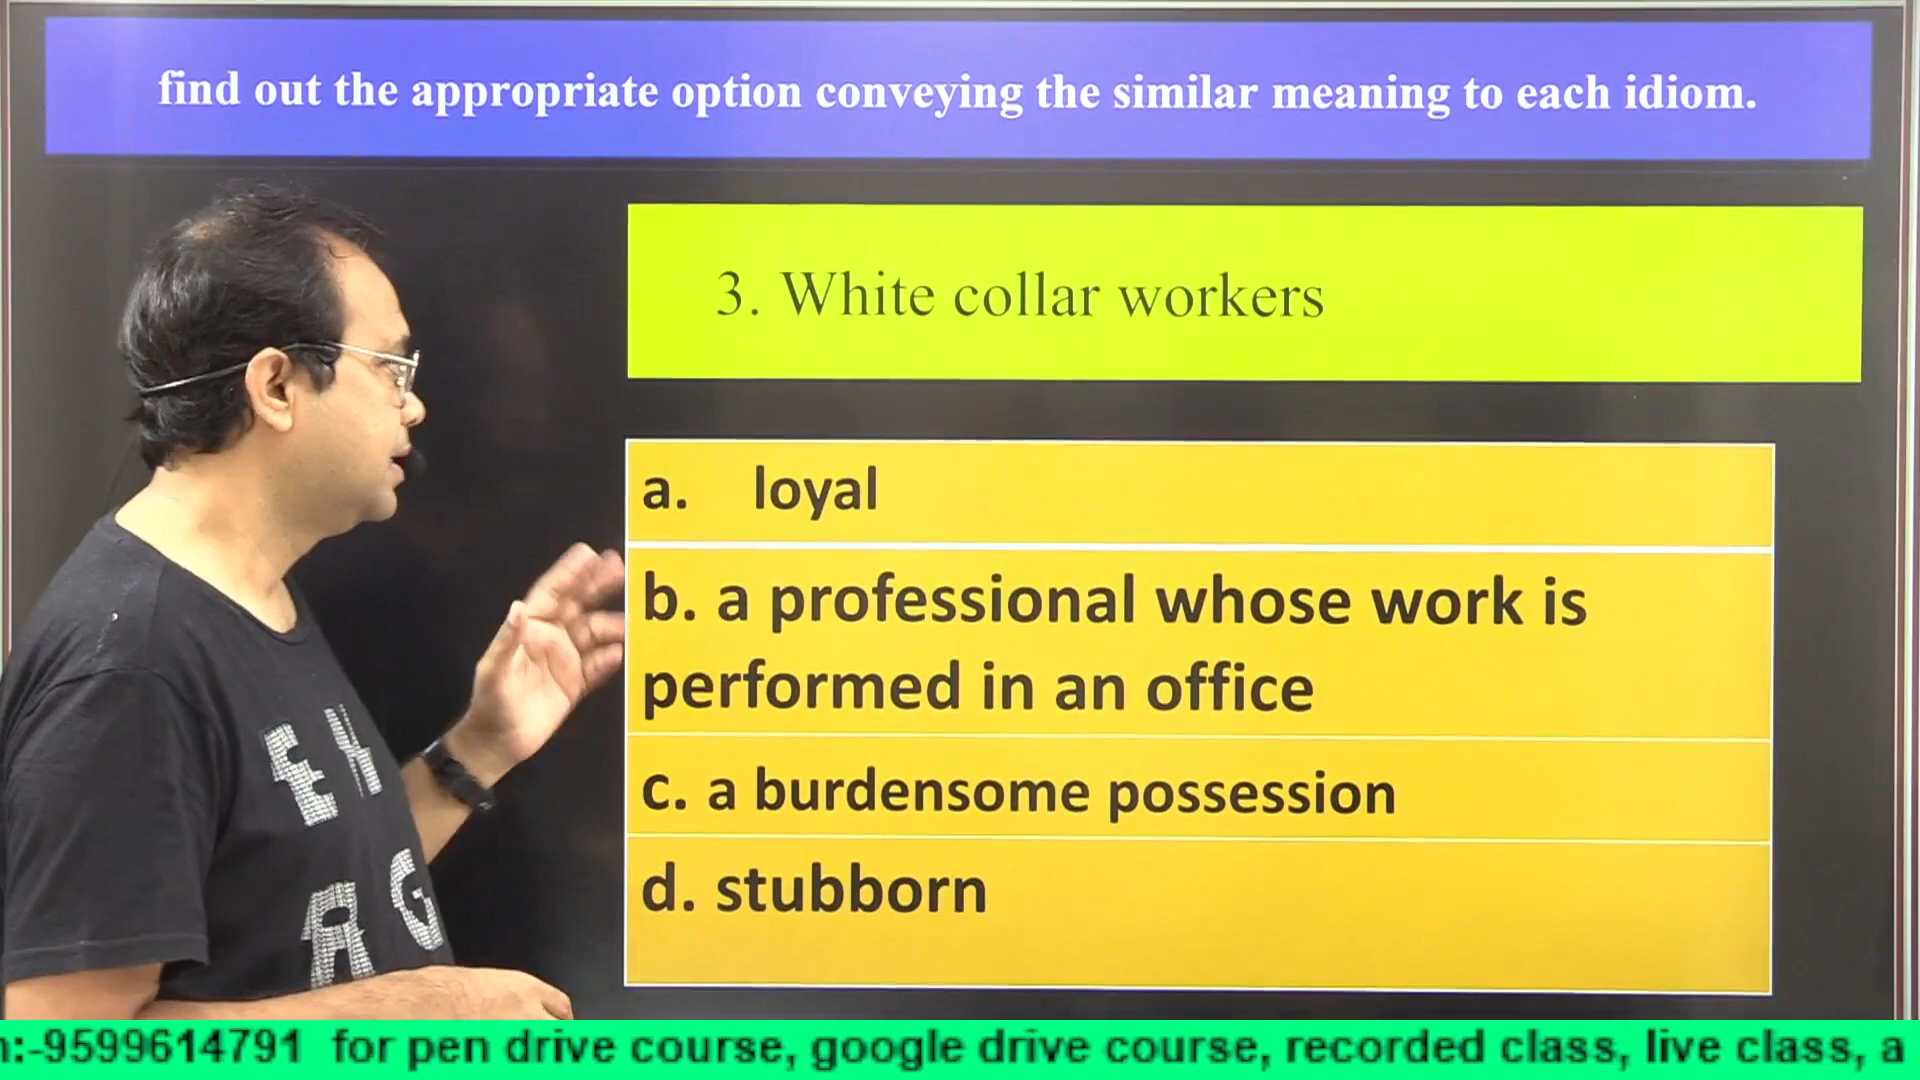 find out the appropriate option conveying the similar meaning to each idiom.
3. White collar workers
a. loyal
b. a professional whose work is
performed in an office
c. a burdensome possession
d. stubborn
:-9599614791 for pen drive course, google drive course, recorded class, live class, a